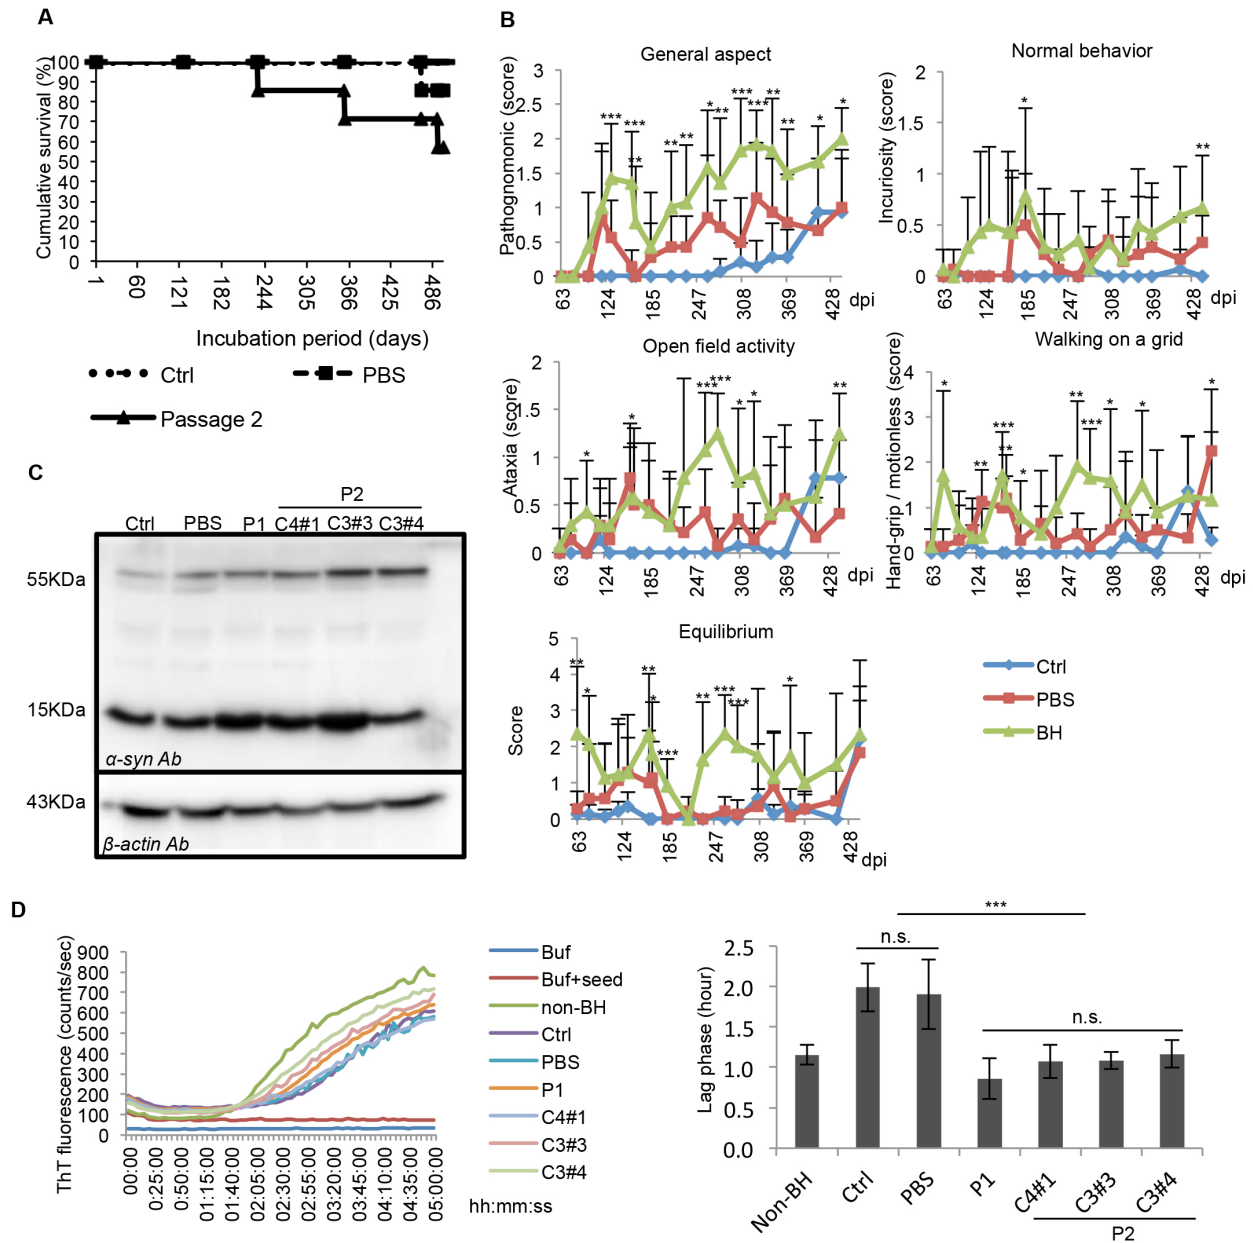 A
Cumulative survival (%)
100
90
80
70
60
50
40
30
20
10
0
1
60
121
182
244
305
366
425
486
Incubation period (days)
Ctrl
PBS
Passage 2
B
General aspect
Pathognomonic (score)
3
2.5
2
1.5
1
0.5
0
*** *** ** ** ** * ** *** *** ** ** * *
63 124 185 247 308 369 428 dpi
Normal behavior
Incuriosity (score)
2
1.5
1
0.5
0
* **
63 124 185 247 308 369 428 dpi
Open field activity
Ataxia (score)
2
1.5
1
0.5
0
* * *** *** * * **
63 124 185 247 308 369 428 dpi
Walking on a grid
Hand-grip / motionless (score)
4
3
2
1
0
* ** *** ** * ** *** * * *
63 124 185 247 308 369 428 dpi
Equilibrium
Score
5
4
3
2
1
0
** * ** * *** ** *** *** *
63 124 185 247 308 369 428 dpi
Ctrl
PBS
BH
C
P2
Ctrl PBS P1 C4#1 C3#3 C3#4
55KDa
15KDa
α-syn Ab
43KDa
β-actin Ab
D
ThT fluorescence (counts/sec)
900
800
700
600
500
400
300
200
100
0
00:00
0:25:00
0:50:00
01:15:00
01:40:00
02:05:00
02:30:00
02:55:00
03:20:00
03:45:00
04:10:00
04:35:00
05:00:00
hh:mm:ss
Buf
Buf+seed
non-BH
Ctrl
PBS
P1
C4#1
C3#3
C3#4
Lag phase (hour)
2.5
2.0
1.5
1.0
0.5
0.0
***
n.s.
n.s.
Non-BH
Ctrl
PBS
P1
C4#1
C3#3
C3#4
P2